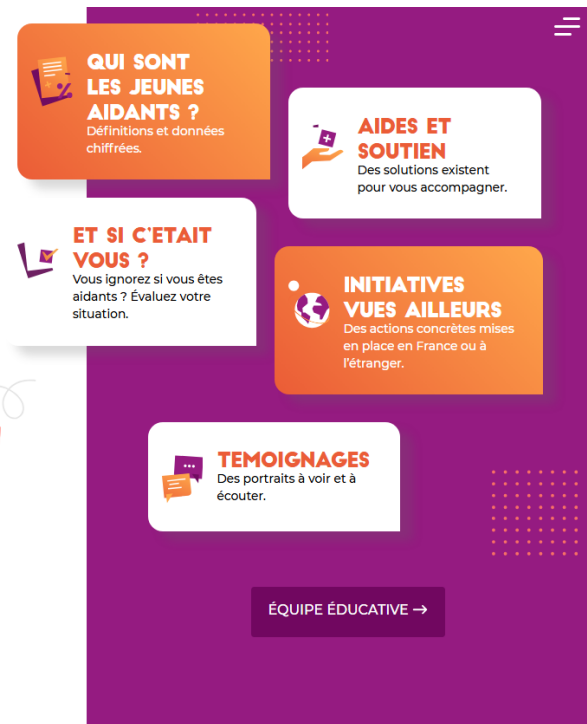 QUI SONT
LES JEUNES
AIDANTS ?
Définitions et données
chiffrées.
AIDES ET
SOUTIEN
Des solutions existent
pour vous accompagner.
ET SI C'ETAIT
VOUS ?
Vous ignorez si vous êtes
aidants ? Évaluez votre
situation.
INITIATIVES
VUES AILLEURS
Des actions concrètes mises
en place en France ou à
l'étranger.
TEMOIGNAGES
Des portraits à voir et à
écouter.
ÉQUIPE ÉDUCATIVE →